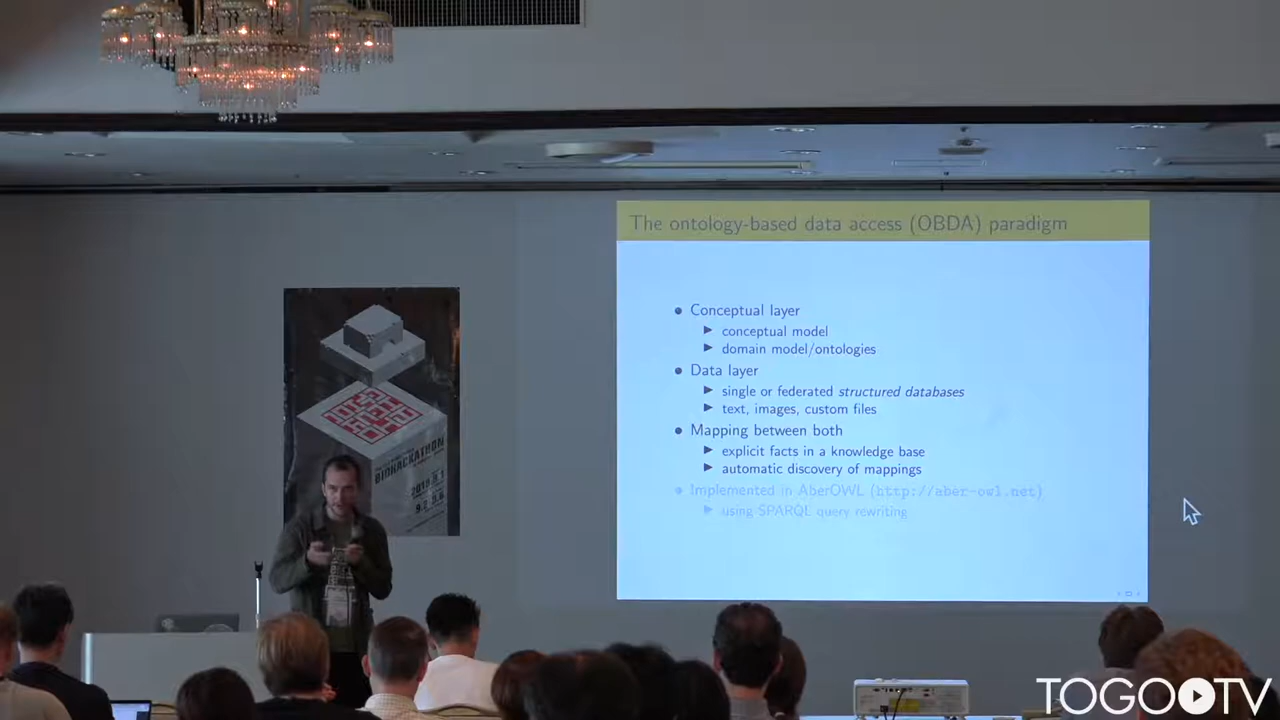 The ontology-based data access (OBDA) paradigm
Conceptual layer
conceptual model
domain model/ontologies
Data layer
single or federated structured databases
text, images, custom files
Mapping between both
explicit facts in a knowledge base
automatic discovery of mappings
Implemented in AberOWL (http://aber-owl.net)
using SPARQL query rewriting
BIOHACKATHON
TOGO TV